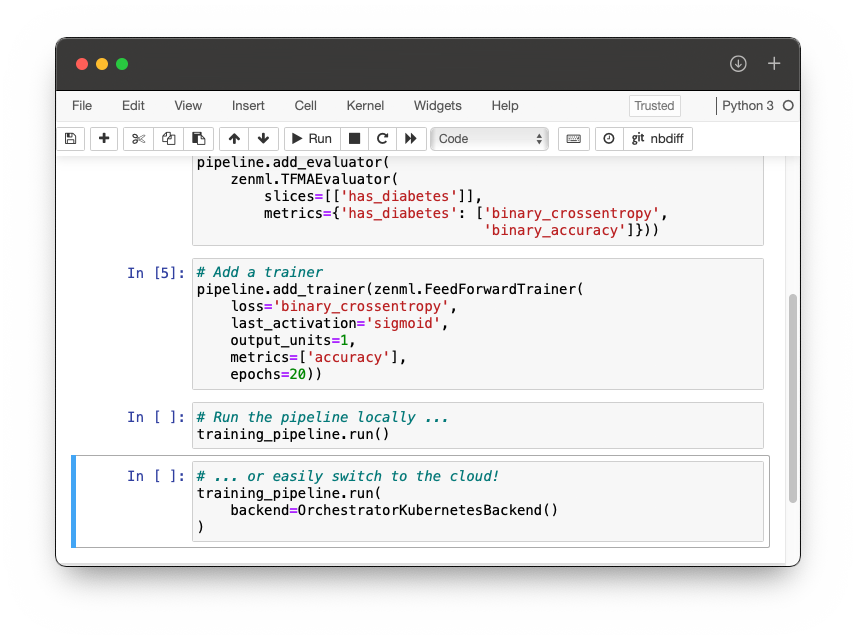 File Edit View Insert Cell Kernel Widgets Help Trusted Python 3
Run Code git nbdiff
pipeline.add_evaluator(
    zenml.TFMAEvaluator(
        slices=[['has_diabetes']],
        metrics={'has_diabetes': ['binary_crossentropy',
                                  'binary_accuracy']}))
In [5]: # Add a trainer
pipeline.add_trainer(zenml.FeedForwardTrainer(
    loss='binary_crossentropy',
    last_activation='sigmoid',
    output_units=1,
    metrics=['accuracy'],
    epochs=20))
In [ ]: # Run the pipeline locally ...
training_pipeline.run()
In [ ]: # ... or easily switch to the cloud!
training_pipeline.run(
    backend=OrchestratorKubernetesBackend()
)